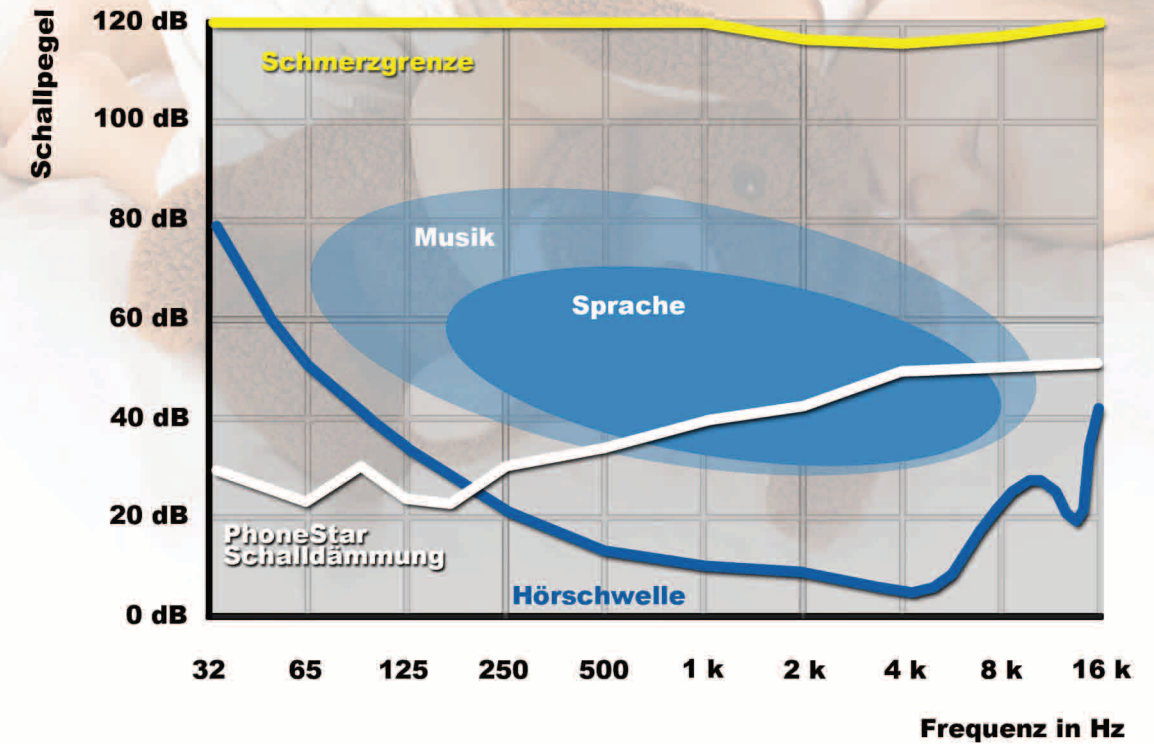 Schallpegel
120 dB
Schmerzgrenze
100 dB
80 dB
Musik
Sprache
60 dB
40 dB
20 dB
PhoneStar
Schalldämmung
Hörschwelle
0 dB
32 65 125 250 500 1 k 2 k 4 k 8 k 16 k
Frequenz in Hz